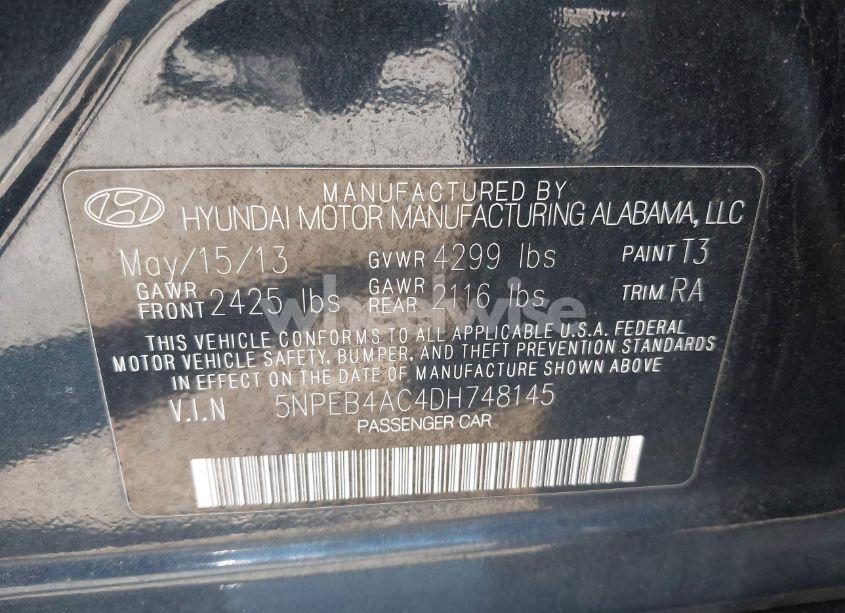 MANUFACTURED BY
HYUNDAI MOTOR MANUFACTURING ALABAMA, LLC
May/15/13 GVWR 4299 lbs PAINT T3
GAWR FRONT 2425 lbs GAWR REAR 2116 lbs TRIM RA
THIS VEHICLE CONFORMS TO ALL APPLICABLE U.S.A. FEDERAL
MOTOR VEHICLE SAFETY, BUMPER, AND THEFT PREVENTION STANDARDS
IN EFFECT ON THE DATE OF MANUFACTURE SHOWN ABOVE
V.I.N 5NPEB4AC4DH748145
PASSENGER CAR
wheelwise